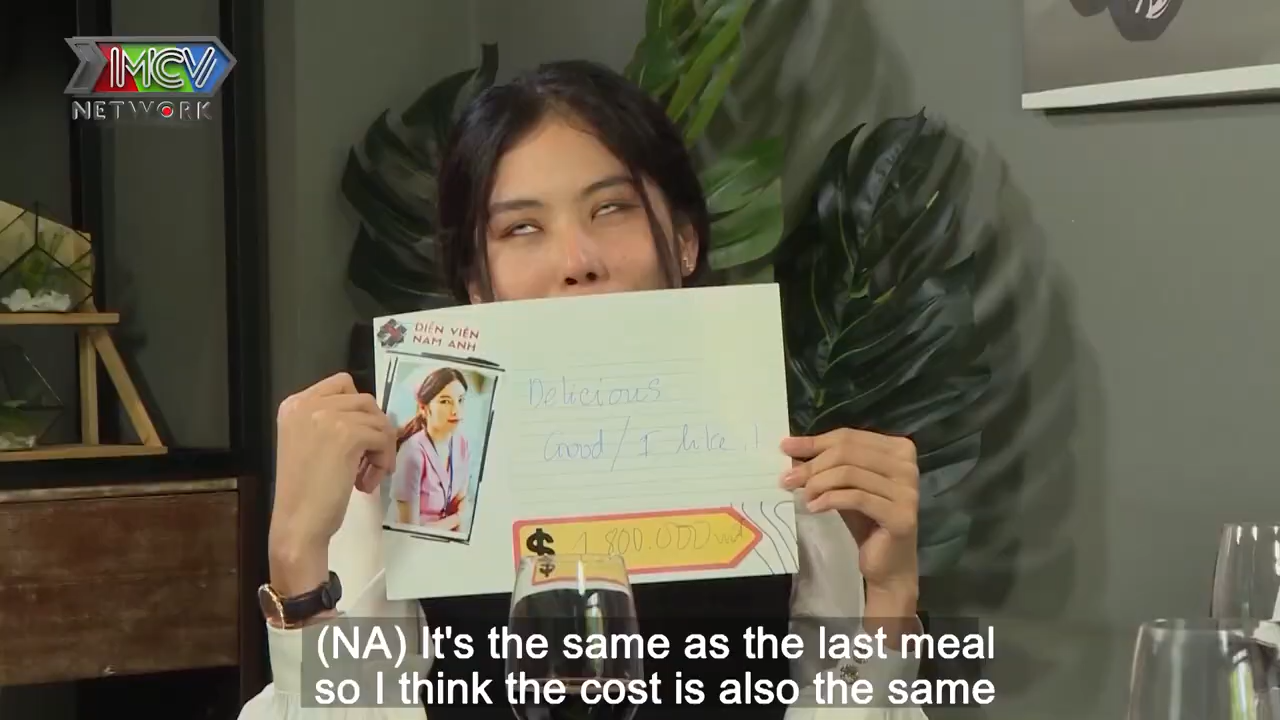 MCV
NETWORK
DIỄN VIÊN
NAM ANH
Delicious
Good/I like it
$ 1.800.000vnd
(NA) It's the same as the last meal
so I think the cost is also the same